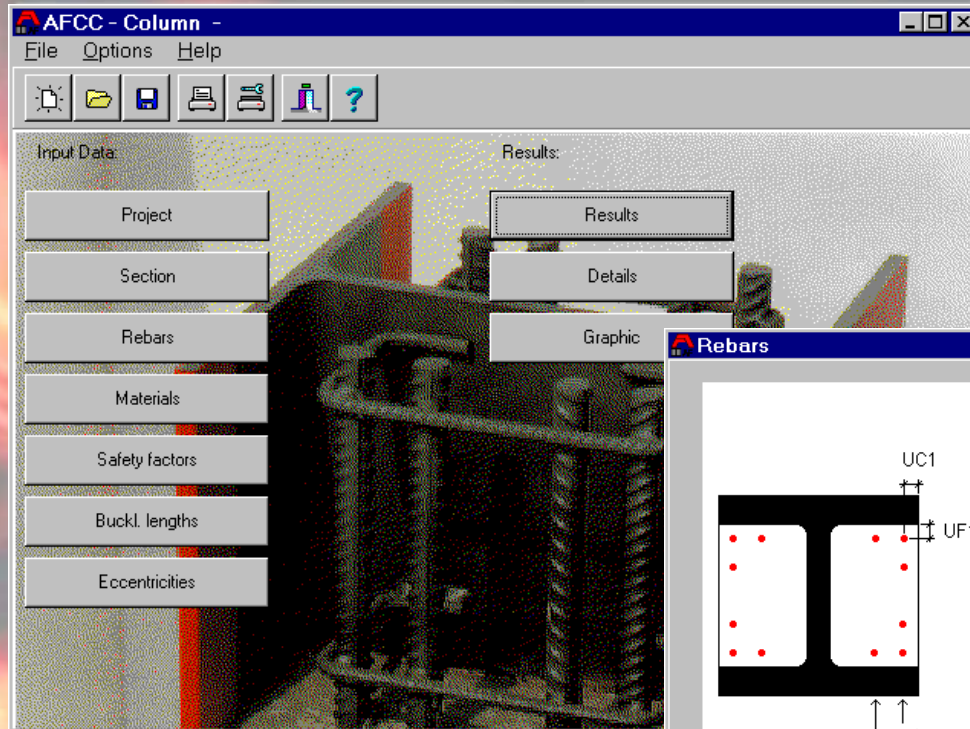 AFCC - Column -
File Options Help
Input Data:
Results:
Project
Results
Section
Details
Rebars
Graphic
Rebars
Materials
Safety factors
Buckl. lengths
Eccentricities
UC1
UF1